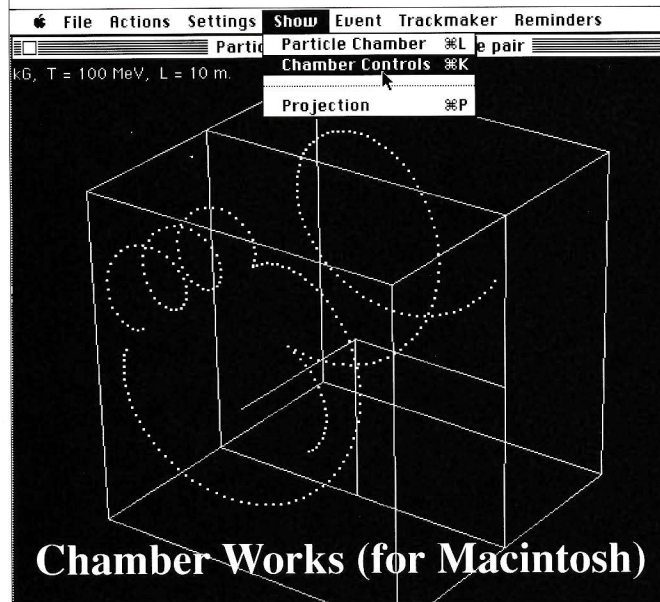 File Actions Settings Show Event Trackmaker Reminders
Partic e pair
Particle Chamber ⌘L
Chamber Controls ⌘K
Projection ⌘P
kG, T = 100 MeV, L = 10 m.
Chamber Works (for Macintosh)